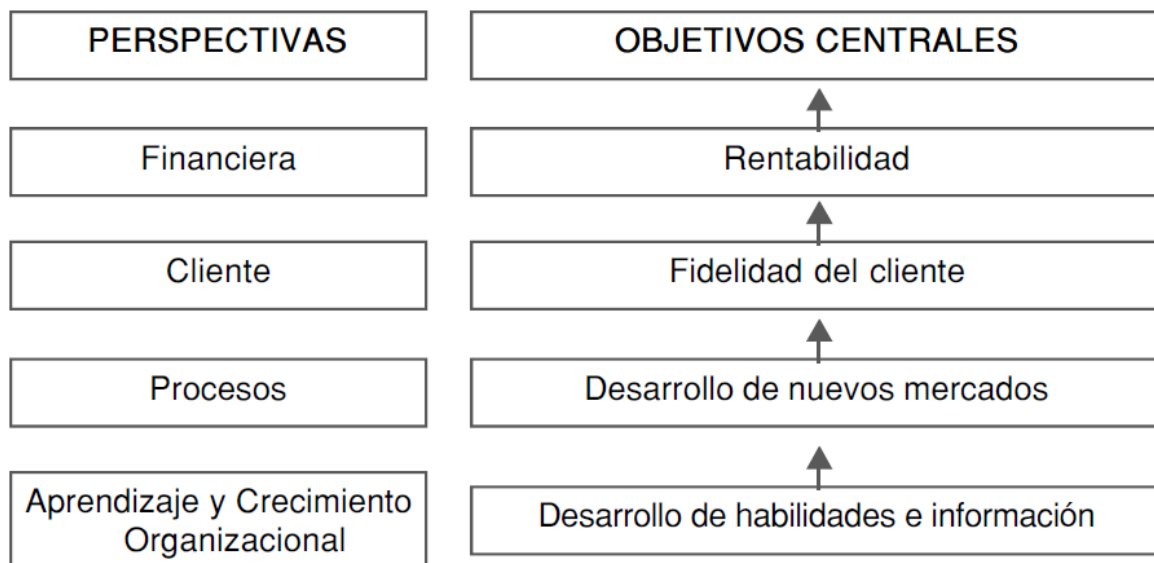 PERSPECTIVAS
OBJETIVOS CENTRALES
Financiera
Rentabilidad
Cliente
Fidelidad del cliente
Procesos
Desarrollo de nuevos mercados
Aprendizaje y Crecimiento
Organizacional
Desarrollo de habilidades e información